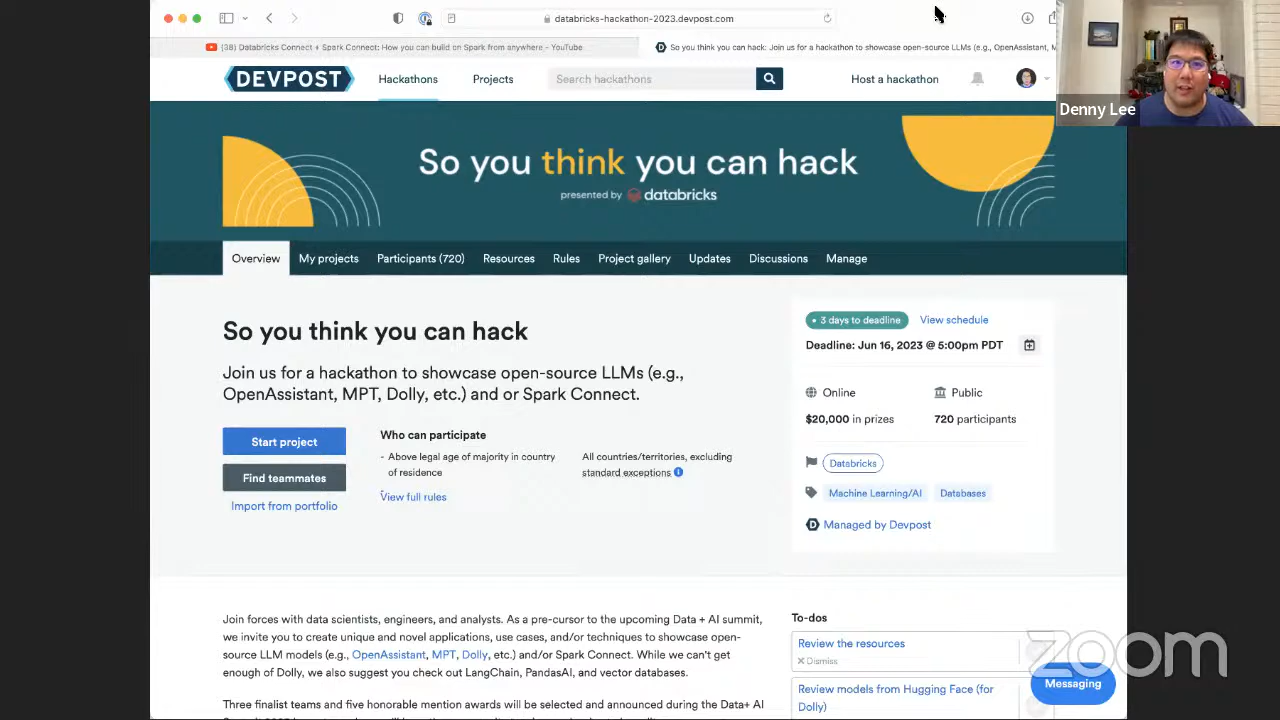 databricks-hackathon-2023.devpost.com
(38) Databricks Connect + Spark Connect: How you can build on Spark from anywhere - YouTube
So you think you can hack: Join us for a hackathon to showcase open-source LLMs (e.g., OpenAssistant, M
DEVPOST
Hackathons
Projects
Search hackathons
Host a hackathon
Denny Lee
So you think you can hack
presented by databricks
Overview
My projects
Participants (720)
Resources
Rules
Project gallery
Updates
Discussions
Manage
So you think you can hack
Join us for a hackathon to showcase open-source LLMs (e.g.,
OpenAssistant, MPT, Dolly, etc.) and or Spark Connect.
Start project
Find teammates
Import from portfolio
Who can participate
- Above legal age of majority in country
of residence
All countries/territories, excluding
standard exceptions
View full rules
3 days to deadline
View schedule
Deadline: Jun 16, 2023 @ 5:00pm PDT
Online
Public
$20,000 in prizes
720 participants
Databricks
Machine Learning/AI
Databases
Managed by Devpost
Join forces with data scientists, engineers, and analysts. As a pre-cursor to the upcoming Data + AI summit,
we invite you to create unique and novel applications, use cases, and/or techniques to showcase open-
source LLM models (e.g., OpenAssistant, MPT, Dolly, etc.) and/or Spark Connect. While we can't get
enough of Dolly, we also suggest you check out LangChain, PandasAI, and vector databases.
Three finalist teams and five honorable mention awards will be selected and announced during the Data+ AI
To-dos
Review the resources
Dismiss
Review models from Hugging Face (for
Dolly)
zoom
Messaging